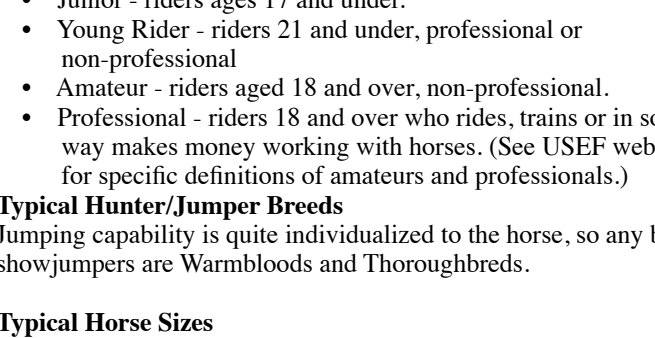 • Junior - riders ages 17 and under.
• Young Rider - riders 21 and under, professional or
non-professional
• Amateur - riders aged 18 and over, non-professional.
• Professional - riders 18 and over who rides, trains or in so
way makes money working with horses. (See USEF web
for specific definitions of amateurs and professionals.)
Typical Hunter/Jumper Breeds
Jumping capability is quite individualized to the horse, so any b
showjumpers are Warmbloods and Thoroughbreds.
Typical Horse Sizes